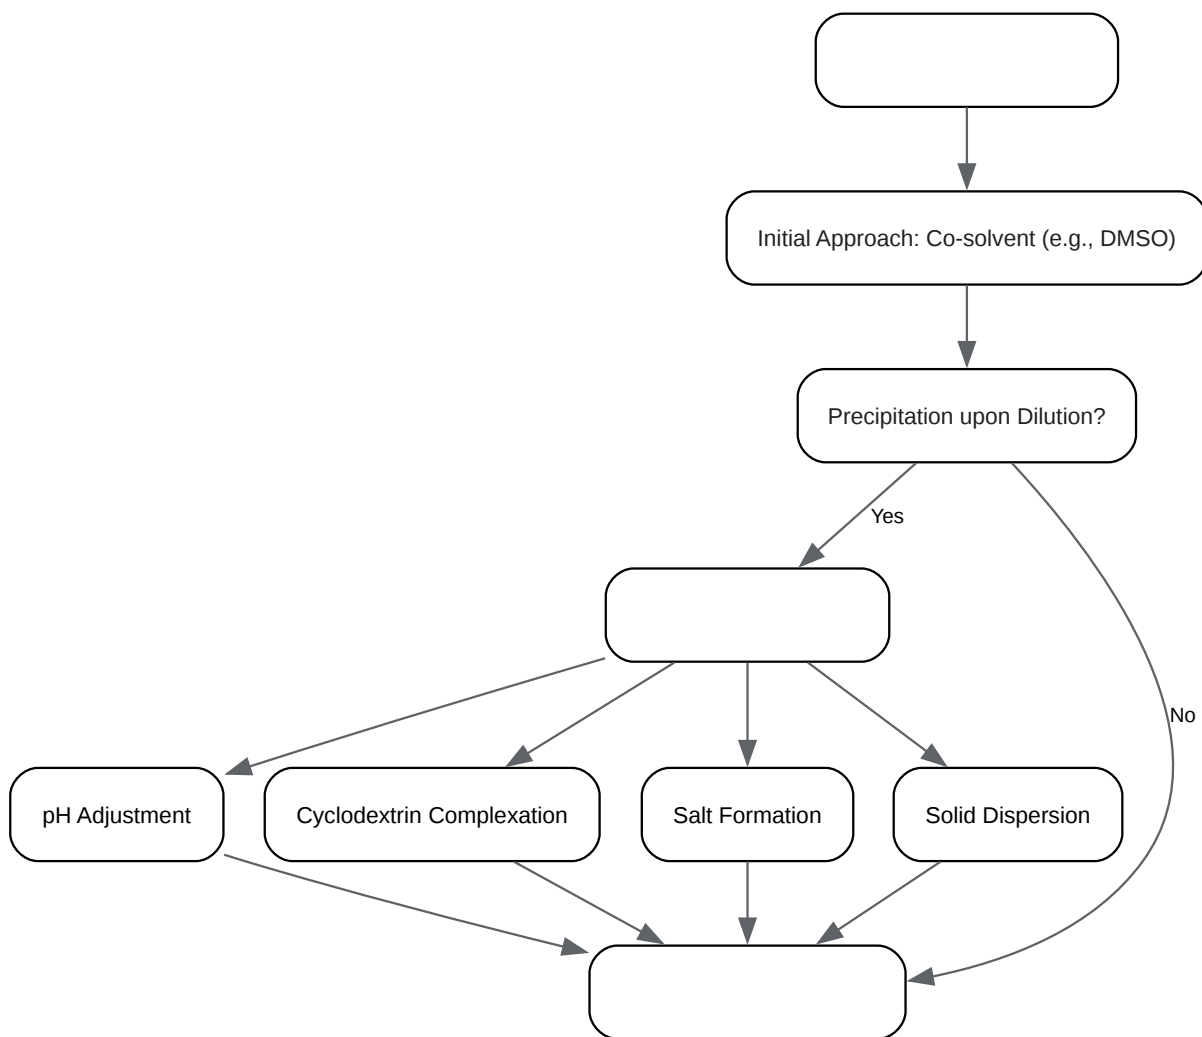 Initial Approach: Co-solvent (e.g., DMSO)
Precipitation upon Dilution?
Yes
No
pH Adjustment
Cyclodextrin Complexation
Salt Formation
Solid Dispersion